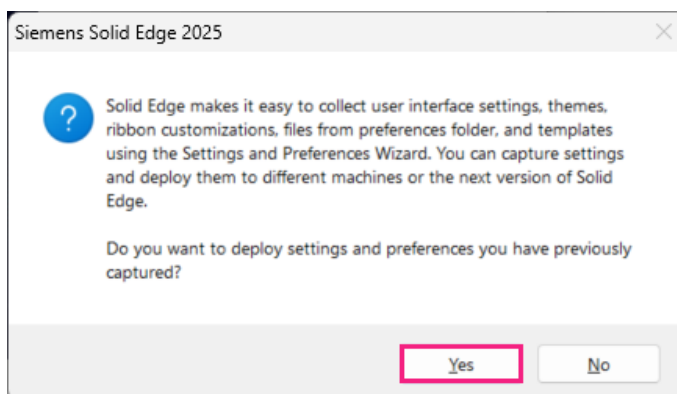 Siemens Solid Edge 2025
Solid Edge makes it easy to collect user interface settings, themes,
ribbon customizations, files from preferences folder, and templates
using the Settings and Preferences Wizard. You can capture settings
and deploy them to different machines or the next version of Solid
Edge.
Do you want to deploy settings and preferences you have previously
captured?
Yes
No